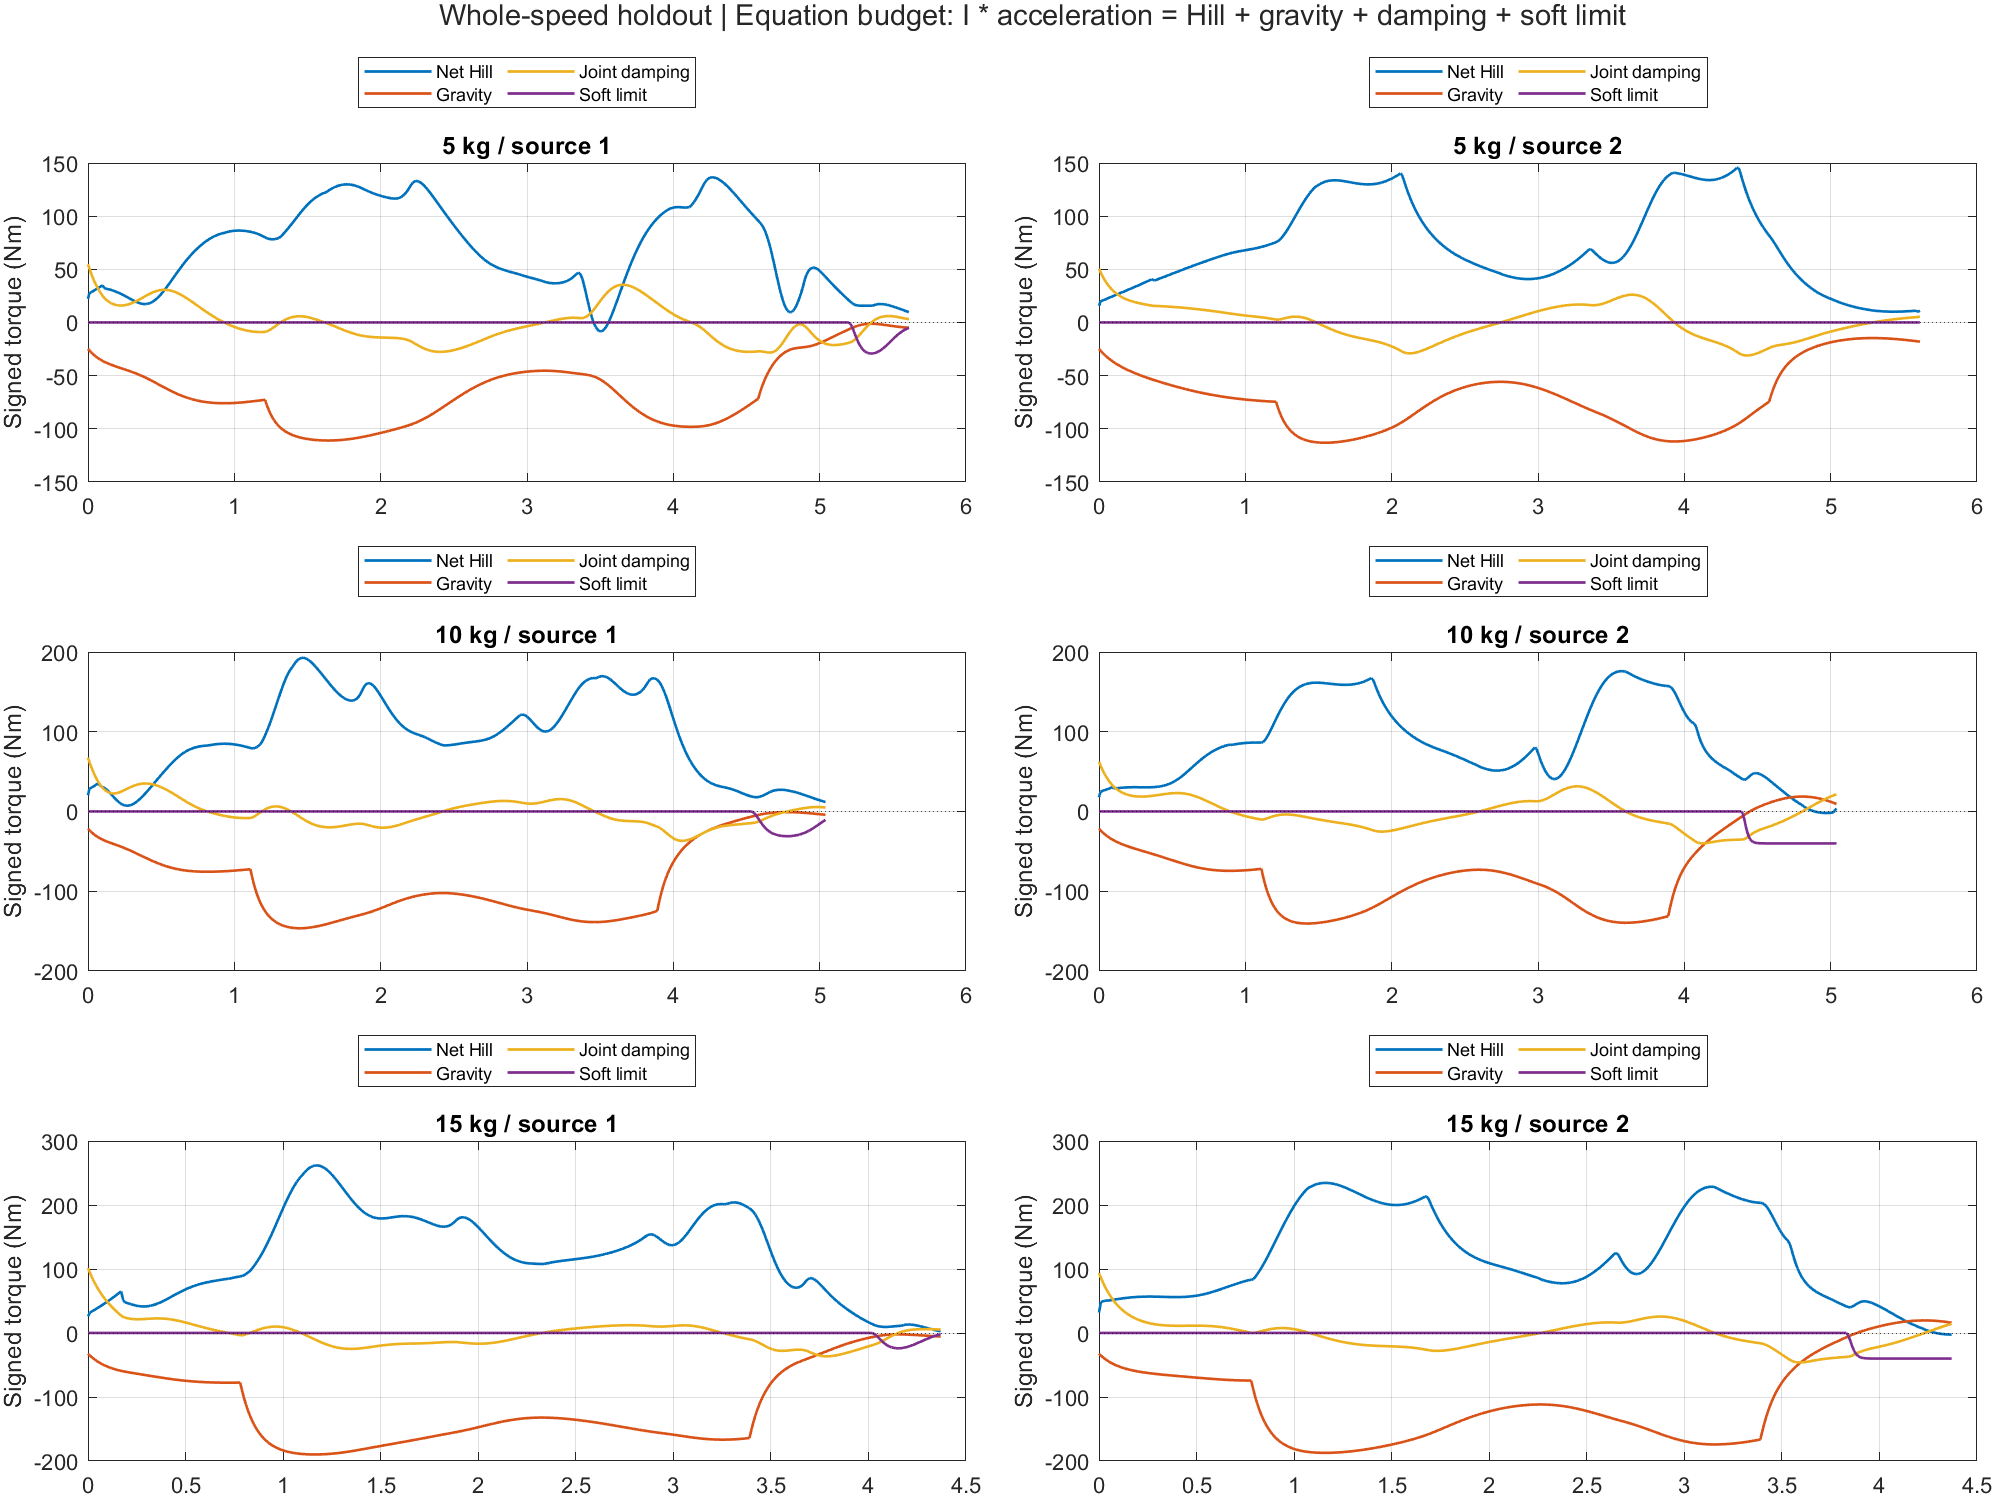 Whole-speed holdout | Equation budget: I * acceleration = Hill + gravity + damping + soft limit
Net Hill Joint damping
Gravity Soft limit
Net Hill Joint damping
Gravity Soft limit
5 kg / source 1
5 kg / source 2
Signed torque (Nm)
150
100
50
0
-50
-100
-150
0 1 2 3 4 5 6
Signed torque (Nm)
150
100
50
0
-50
-100
-150
0 1 2 3 4 5 6
Net Hill Joint damping
Gravity Soft limit
Net Hill Joint damping
Gravity Soft limit
10 kg / source 1
10 kg / source 2
Signed torque (Nm)
200
100
0
-100
-200
0 1 2 3 4 5 6
Signed torque (Nm)
200
100
0
-100
-200
0 1 2 3 4 5 6
Net Hill Joint damping
Gravity Soft limit
Net Hill Joint damping
Gravity Soft limit
15 kg / source 1
15 kg / source 2
Signed torque (Nm)
300
200
100
0
-100
-200
0 0.5 1 1.5 2 2.5 3 3.5 4 4.5
Signed torque (Nm)
300
200
100
0
-100
-200
0 0.5 1 1.5 2 2.5 3 3.5 4 4.5